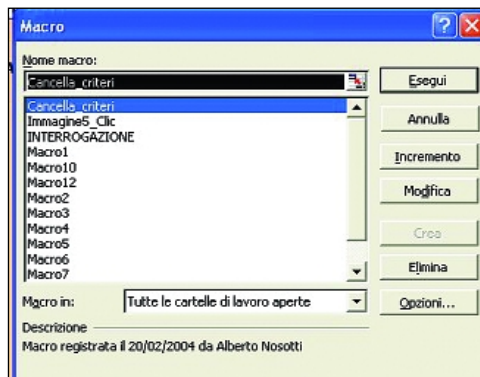 Macro
Nome macro:
Cancella_criteri
Esegui
Cancella_criteri
Immagine5_Clic
INTERROGAZIONE
Macro1
Macro10
Macro12
Macro2
Macro3
Macro4
Macro5
Macro6
Macro7
Annulla
Incremento
Modifica
Crea
Elimina
Macro in:
Tutte le cartelle di lavoro aperte
Opzioni...
Descrizione
Macro registrata il 20/02/2004 da Alberto Nosotti